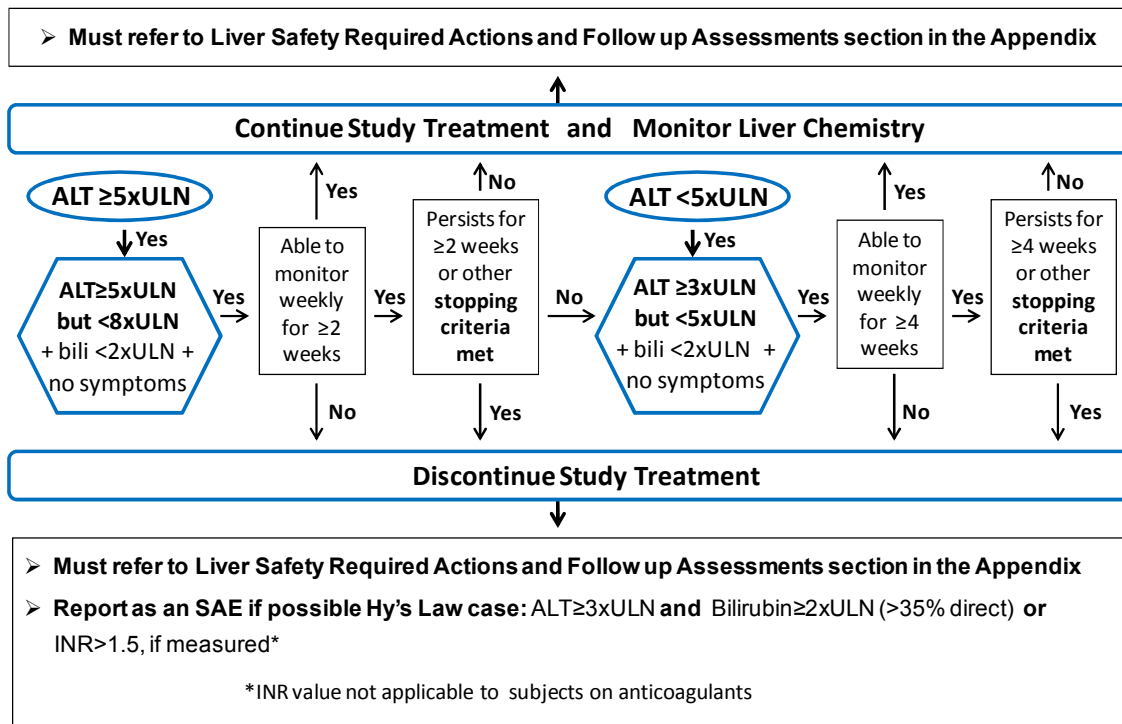 ➢ Must refer to Liver Safety Required Actions and Follow up Assessments section in the Appendix
Continue Study Treatment and Monitor Liver Chemistry
ALT ≥5xULN
Yes
ALT≥5xULN
but <8xULN
+ bili <2xULN +
no symptoms
Yes
Yes
Able to
monitor
weekly
for ≥2
weeks
No
Yes
No
Persists for
≥2 weeks
or other
stopping
criteria
met
Yes
No
ALT <5xULN
Yes
ALT ≥3xULN
but <5xULN
+ bili <2xULN +
no symptoms
Yes
Yes
Able to
monitor
weekly
for ≥4
weeks
No
Yes
No
Persists for
≥4 weeks
or other
stopping
criteria
met
Yes
Discontinue Study Treatment
➢ Must refer to Liver Safety Required Actions and Follow up Assessments section in the Appendix
➢ Report as an SAE if possible Hy's Law case: ALT≥3xULN and Bilirubin≥2xULN (>35% direct) or
INR>1.5, if measured*
*INR value not applicable to subjects on anticoagulants